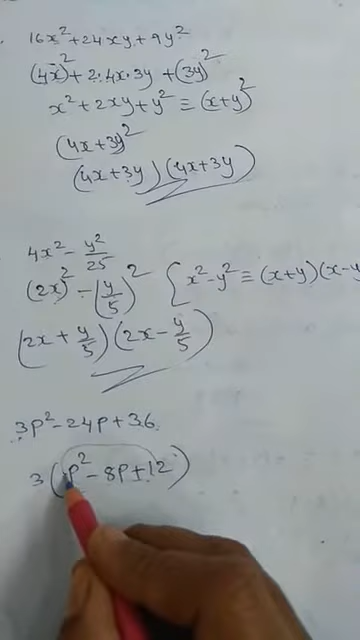 16x²+24xy+9y²
(4x)²+2·4x·3y+(3y)²
x²+2xy+y² ≡ (x+y)²
(4x+3y)²
(4x+3y)(4x+3y)
4x² - y²/25
(2x)² - (y/5)² [x²-y² ≡ (x+y)(x-y
(2x+y/5)(2x-y/5)
3p²-24p+36
3(p²-8p+12)